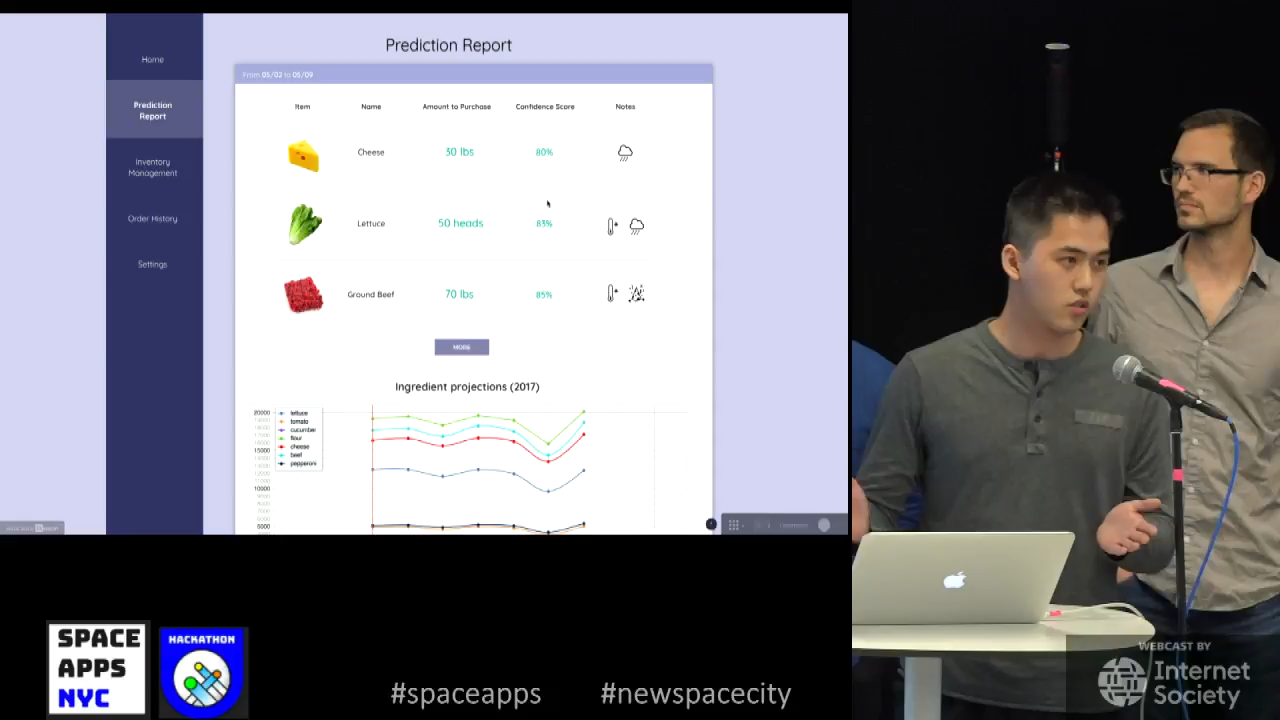 Prediction Report
From 05/02 to 05/09
Home
Prediction
Report
Inventory
Management
Order History
Settings
Item Name Amount to Purchase Confidence Score Notes
Cheese 30 lbs 80%
Lettuce 50 heads 83%
Ground Beef 70 lbs 85%
MORE
Ingredient projections (2017)
lettuce
tomato
cucumber
flour
cheese
beef
pepperoni
20000
15000
10000
5000
SPACE
APPS
NYC
HACKATHON
#spaceapps #newspacecity
WEBCAST BY
Internet
Society